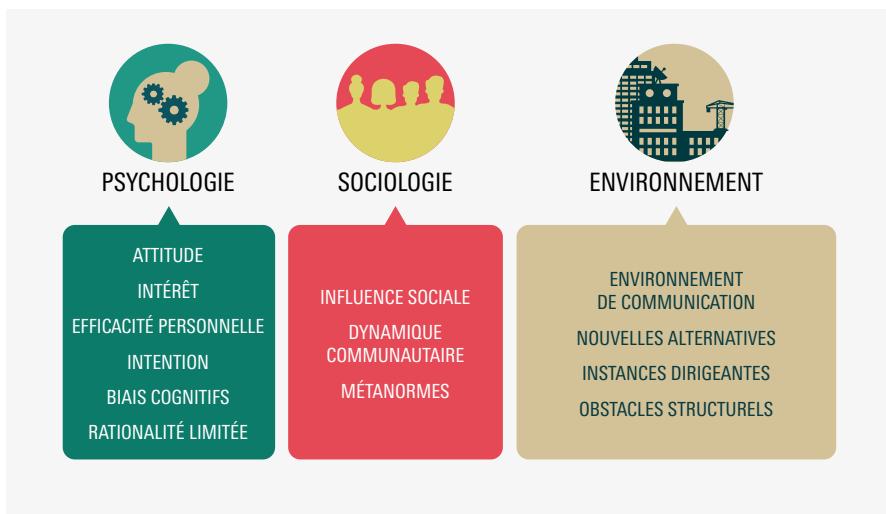 PSYCHOLOGIE
ATTITUDE
INTÉRÊT
EFFICACITÉ PERSONNELLE
INTENTION
BIAIS COGNITIFS
RATIONALITÉ LIMITÉE
SOCIOLOGIE
INFLUENCE SOCIALE
DYNAMIQUE
COMMUNAUTAIRE
MÉTANORMES
ENVIRONNEMENT
ENVIRONNEMENT
DE COMMUNICATION
NOUVELLES ALTERNATIVES
INSTANCES DIRIGEANTES
OBSTACLES STRUCTURELS